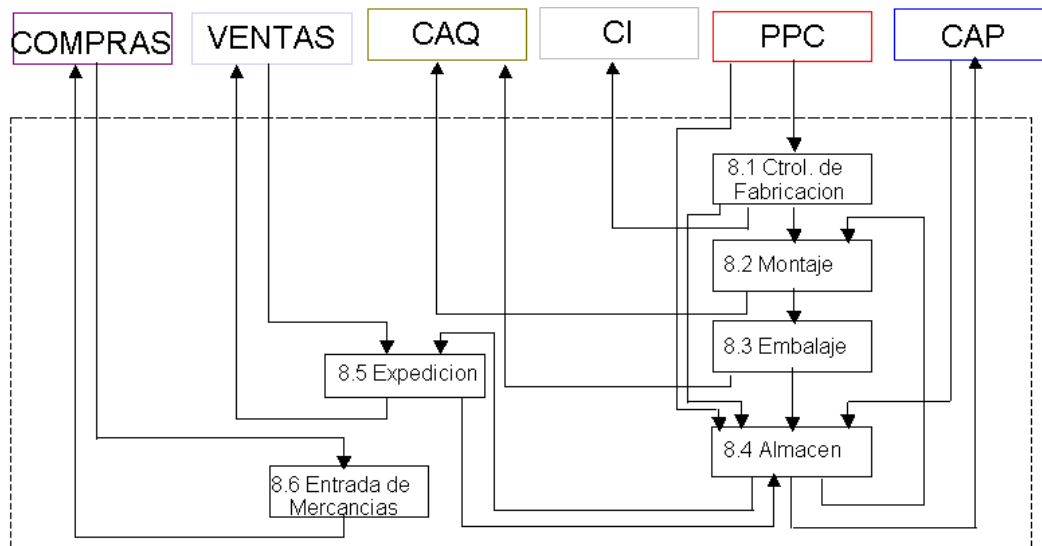 COMPRAS
VENTAS
CAQ
CI
PPC
CAP
8.1 Ctrol. de
Fabricacion
8.2 Montaje
8.3 Embalaje
8.5 Expedicion
8.4 Almacen
8.6 Entrada de
Mercancias